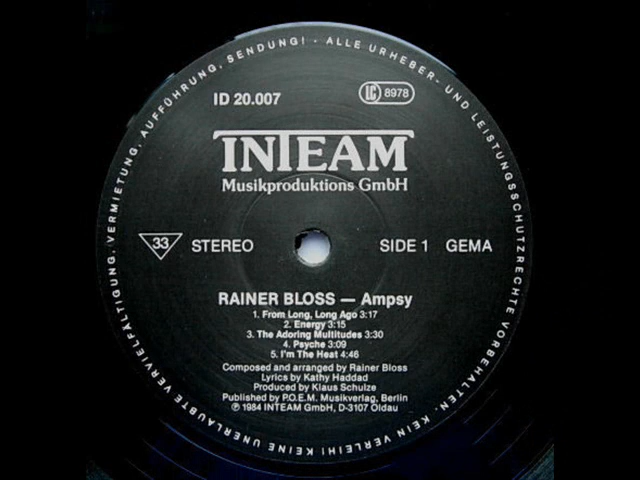 ALLE URHEBER- UND LEISTUNGSSCHUTZRECHTE VORBEHALTEN. KEIN VERLEIH! KEINE UNERLAUBTE VERVIELFÄLTIGUNG, VERMIETUNG, AUFFÜHRUNG, SENDUNG! -
ID 20.007
LC 8978
INTEAM
Musikproduktions GmbH
33 STEREO SIDE 1 GEMA
RAINER BLOSS — Ampsy
1. From Long, Long Ago 3:17
2. Energy 3:15
3. The Adoring Multitudes 3:30
4. Psyche 3:09
5. I'm The Heat 4:46
Composed and arranged by Rainer Bloss
Lyrics by Kathy Haddad
Produced by Klaus Schulze
Published by P.O.E.M. Musikverlag, Berlin
℗ 1984 INTEAM GmbH, D-3107 Oldau